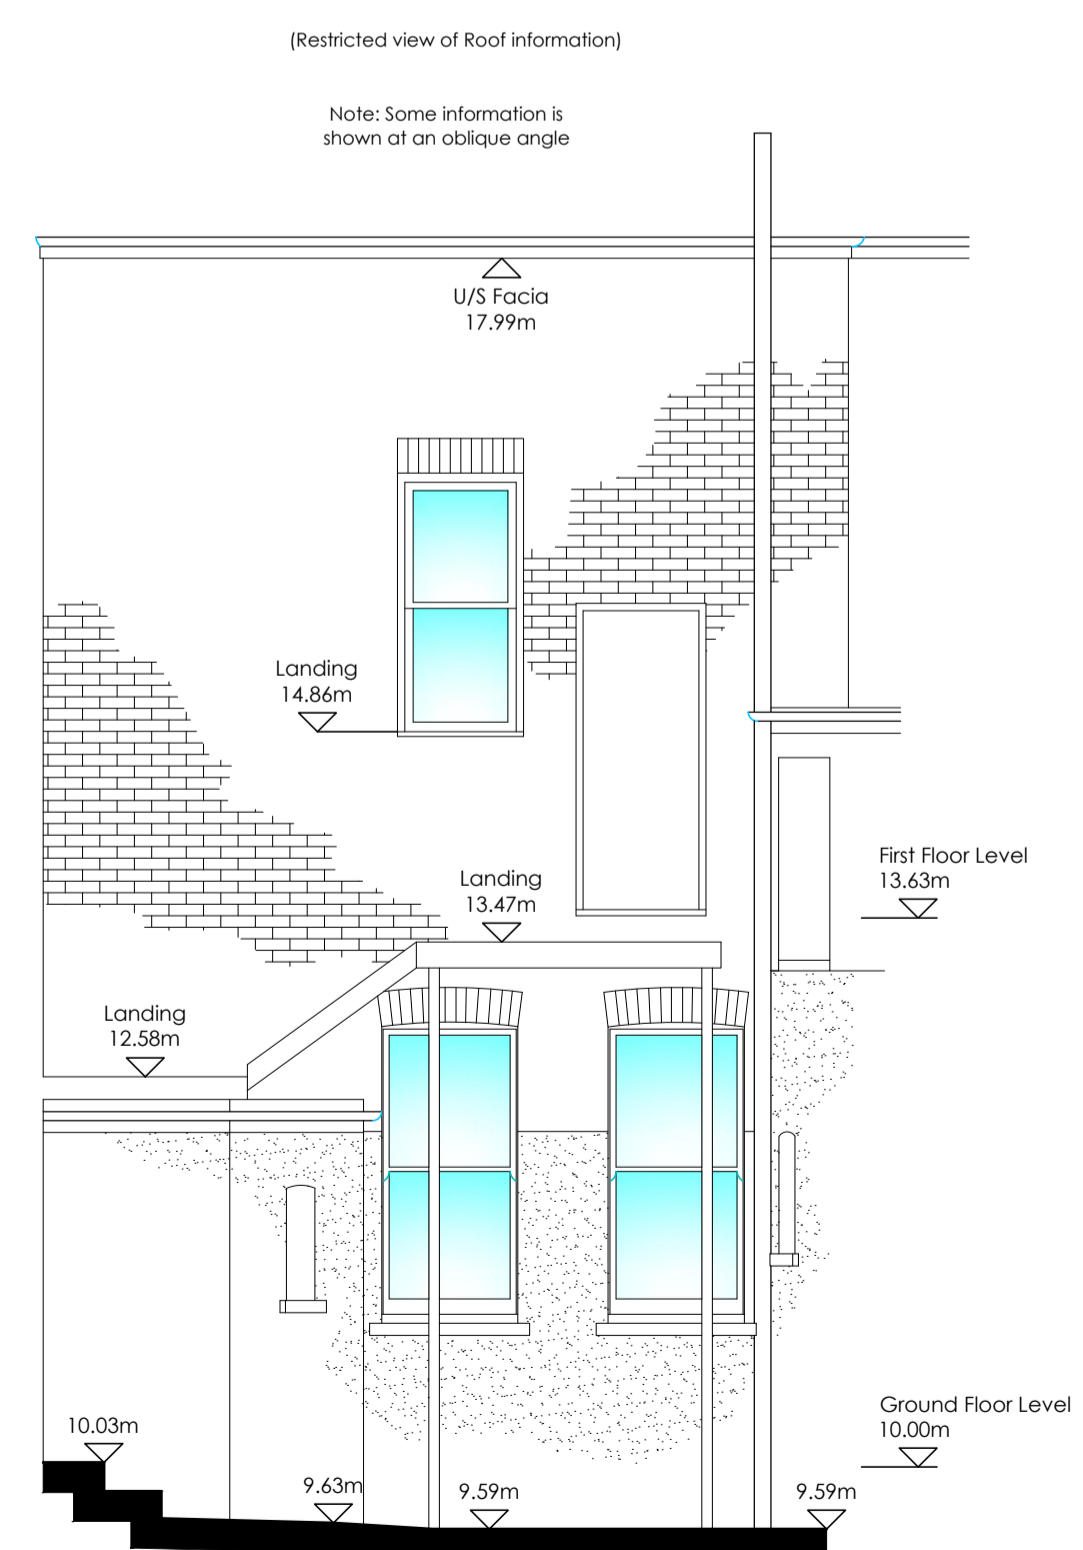 (Restricted view of Roof information)
Note: Some information is
shown at an oblique angle
U/S Facia
17.99m
Landing
14.86m
First Floor Level
13.63m
Landing
13.47m
Landing
12.58m
Ground Floor Level
10.00m
10.03m
9.63m
9.59m
9.59m